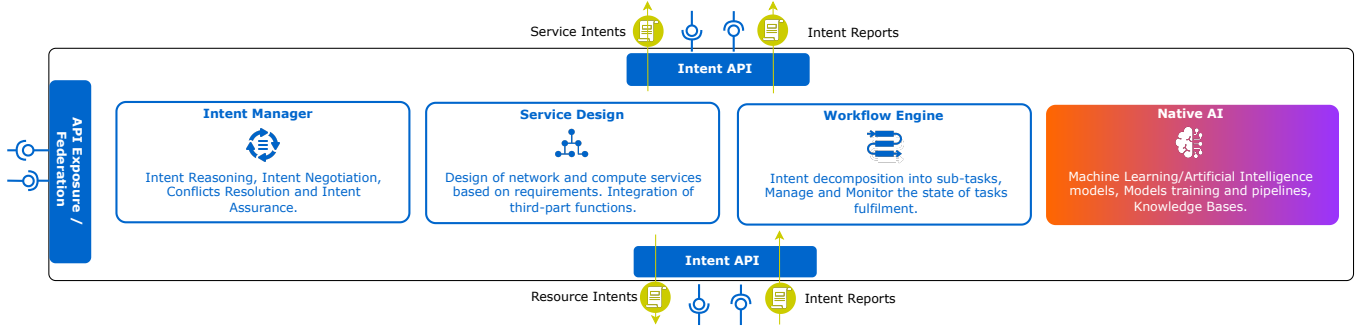 Service Intents
Intent Reports
Intent API
API Exposure /
Federation
Intent Manager
Intent Reasoning, Intent Negotiation,
Conflicts Resolution and Intent
Assurance.
Service Design
Design of network and compute services
based on requirements. Integration of
third-part functions.
Workflow Engine
Intent decomposition into sub-tasks,
Manage and Monitor the state of tasks
fulfilment.
Native AI
Machine Learning/Artificial Intelligence
models, Models training and pipelines,
Knowledge Bases.
Intent API
Resource Intents
Intent Reports